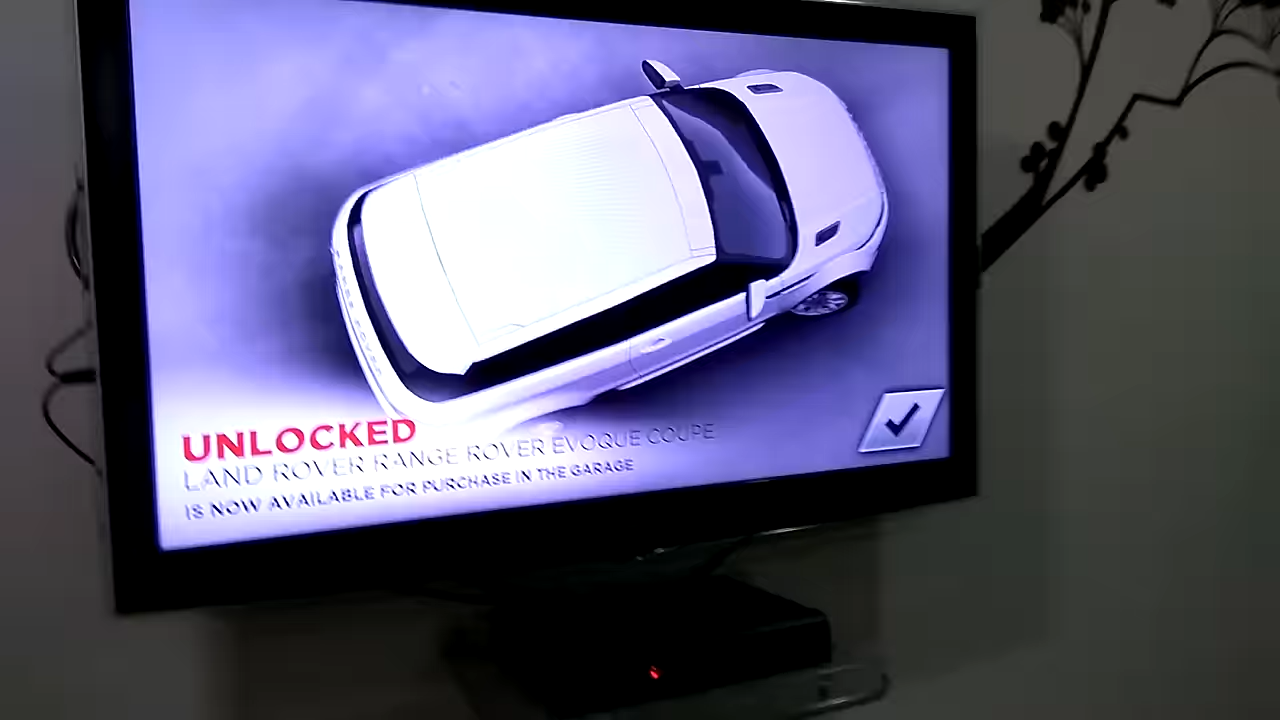 UNLOCKED
LAND ROVER RANGE ROVER EVOQUE COUPE
IS NOW AVAILABLE FOR PURCHASE IN THE GARAGE